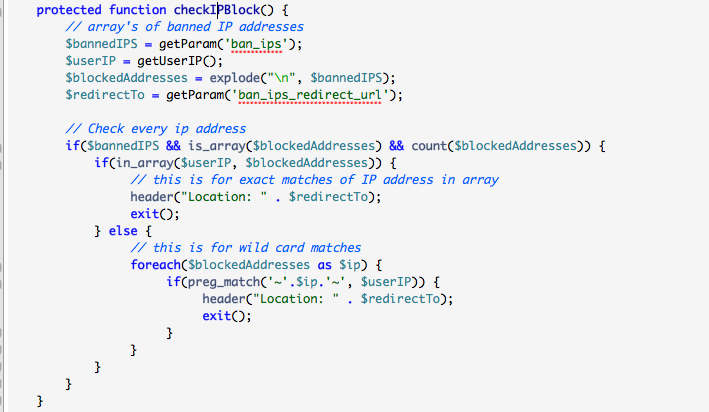 protected function checkIPBlock() {
// array's of banned IP addresses
$bannedIPS = getParam('ban_ips');
$userIP = getUserIP();
$blockedAddresses = explode("\n", $bannedIPS);
$redirectTo = getParam('ban_ips_redirect_url');
// Check every ip address
if($bannedIPS && is_array($blockedAddresses) && count($blockedAddresses)) {
if(in_array($userIP, $blockedAddresses)) {
// this is for exact matches of IP address in array
header("Location: " . $redirectTo);
exit();
} else {
// this is for wild card matches
foreach($blockedAddresses as $ip) {
if(preg_match('~'.$ip.'~', $userIP)) {
header("Location: " . $redirectTo);
exit();
}
}
}
}
}